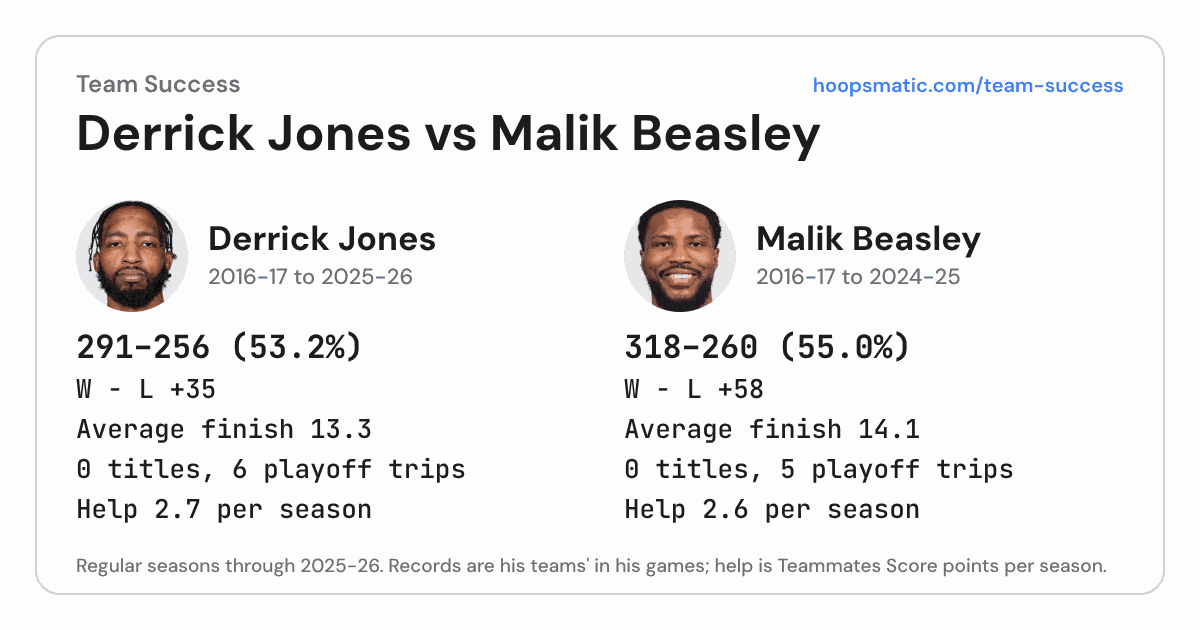 Team Success
hoopsmatic.com/team-success
Derrick Jones vs Malik Beasley
Derrick Jones
2016-17 to 2025-26
291-256 (53.2%)
W - L +35
Average finish 13.3
0 titles, 6 playoff trips
Help 2.7 per season
Malik Beasley
2016-17 to 2024-25
318-260 (55.0%)
W - L +58
Average finish 14.1
0 titles, 5 playoff trips
Help 2.6 per season
Regular seasons through 2025-26. Records are his teams' in his games; help is Teammates Score points per season.